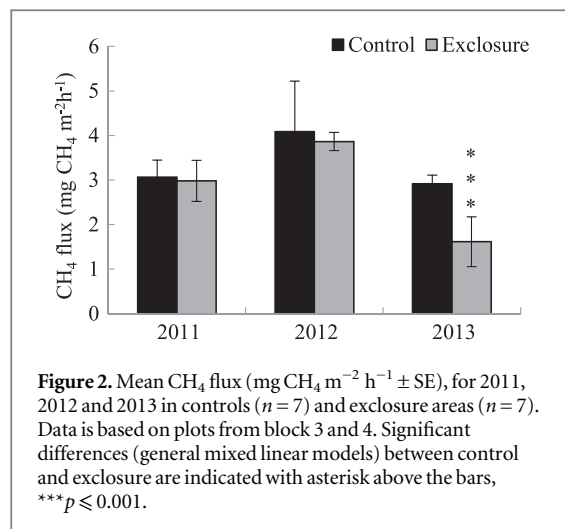 Control Exclosure
CH₄ flux (mg CH₄ m⁻²h⁻¹)
6
5
4
3
2
1
0
* * *
2011 2012 2013
Figure 2. Mean CH₄ flux (mg CH₄ m⁻² h⁻¹ ± SE), for 2011,
2012 and 2013 in controls (n = 7) and exclosure areas (n = 7).
Data is based on plots from block 3 and 4. Significant
differences (general mixed linear models) between control
and exclosure are indicated with asterisk above the bars,
***p ⩽ 0.001.